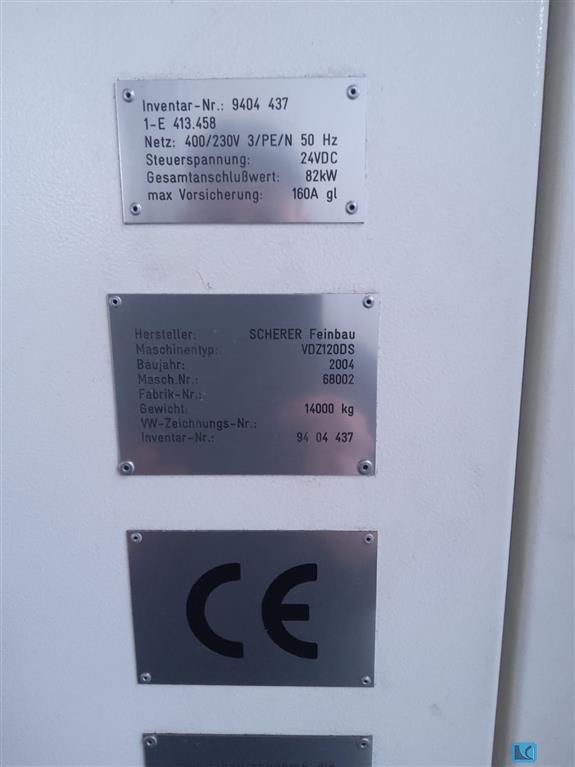 Inventar-Nr.: 9404 437
1-E 413.458
Netz: 400/230V 3/PE/N 50 Hz
Steuerspannung: 24VDC
Gesamtanschlußwert: 82kW
max Vorsicherung: 160A gl
Hersteller: SCHERER Feinbau
Maschinentyp: VDZ120DS
Baujahr: 2004
Masch.Nr.: 68002
Fabrik-Nr.:
Gewicht: 14000 kg
VW-Zeichnungs-Nr.:
Inventar-Nr.: 94 04 437
CE